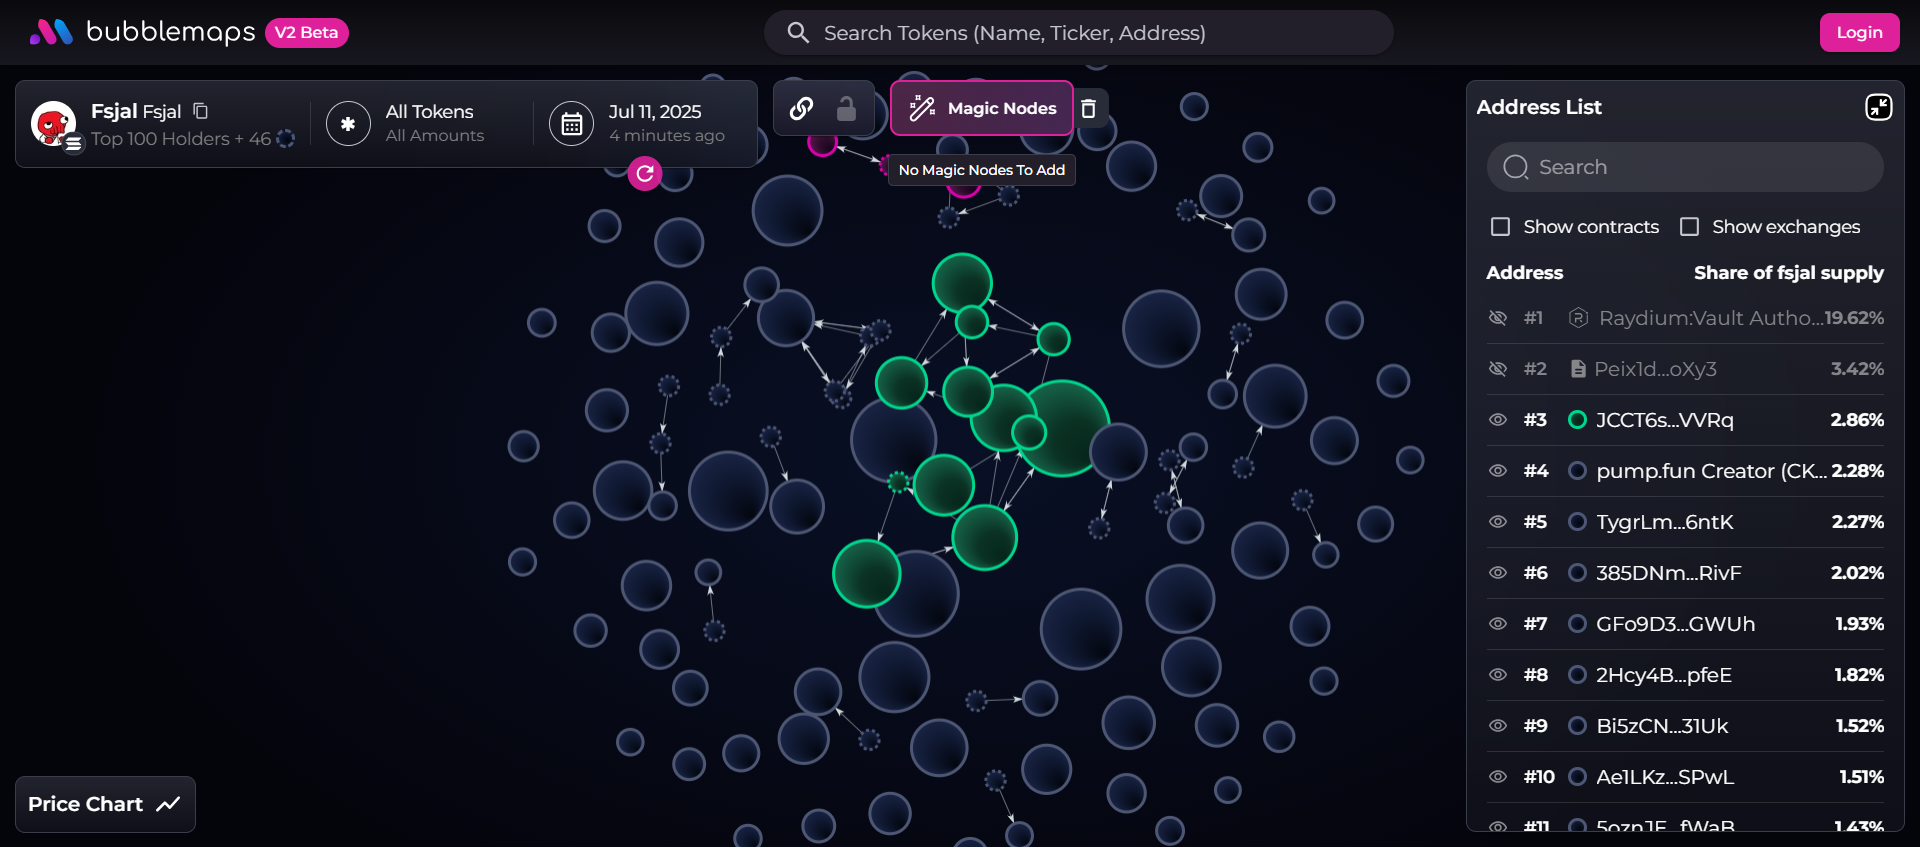 bubblemaps V2 Beta
Search Tokens (Name, Ticker, Address)
Login
Fsjal Fsjal
Top 100 Holders + 46
All Tokens
All Amounts
Jul 11, 2025
4 minutes ago
Magic Nodes
No Magic Nodes To Add
Address List
Search
Show contracts
Show exchanges
Address Share of fsjal supply
#1 Raydium:Vault Autho... 19.62%
#2 Peix1d...oXy3 3.42%
#3 JCCT6s...VVRq 2.86%
#4 pump.fun Creator (CK... 2.28%
#5 TygrLm...6ntK 2.27%
#6 385DNm...RivF 2.02%
#7 GFo9D3...GWUh 1.93%
#8 2Hcy4B...pfeE 1.82%
#9 Bi5zCN...31Uk 1.52%
#10 Ae1LKz...SPwL 1.51%
#11 1.43%
Price Chart